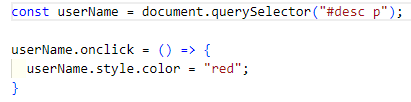 const userName = document.querySelector("#desc p");
userName.onclick = () => {
  userName.style.color = "red";
}